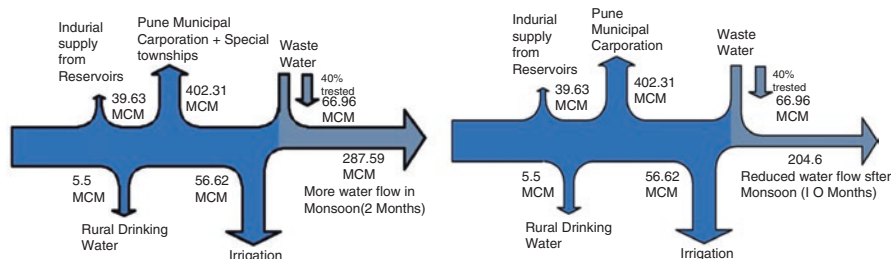 Indurial
supply
from
Reservoirs
Pune Municipal
Carporation + Special
townships
Waste
Water
40%
trested
39.63
MCM
402.31
MCM
66.96
MCM
5.5
MCM
56.62
MCM
287.59
MCM
More water flow in
Monsoon(2 Months)
Rural Drinking
Water
Irrigation
Indurial
supply
from
Reservoirs
Pune
Municipal
Carporation
Waste
Water
40%
trested
39.63
MCM
402.31
MCM
66.96
MCM
5.5
MCM
56.62
MCM
204.6
Reduced water flow sfter
Monsoon (I O Months)
Rural Drinking
Water
Irrigation